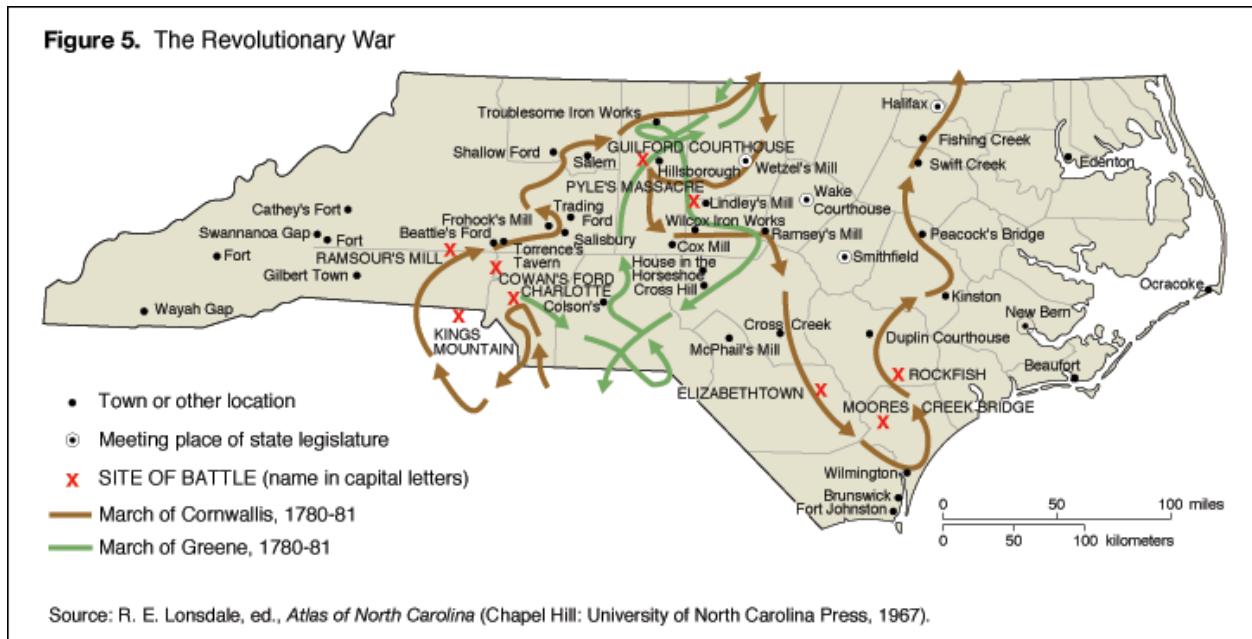 Figure 5. The Revolutionary War
Troublesome Iron Works
Halifax
GUILFORD COURTHOUSE
Fishing Creek
Shallow Ford
Salem
Hillsborough
Wetzel's Mill
Swift Creek
Edenton
PYLE'S MASSACRE
Wake
Courthouse
Cathey's Fort
Trading
Ford
Lindley's Mill
Frohock's Mill
Wilcox Iron Works
Swannanoa Gap
Fort
Beattie's Ford
Salisbury
Ramsey's Mill
Peacock's Bridge
Fort
RAMSOUR'S MILL
Torrence's
Tavern
Cox Mill
Smithfield
Gilbert Town
COWAN'S FORD
House in the
Horseshoe
CHARLOTTE
Cross Hill
Kinston
Ocracoke
Wayah Gap
Colson's
New Bern
KINGS
MOUNTAIN
Cross Creek
Duplin Courthouse
McPhail's Mill
Beaufort
ROCKFISH
ELIZABETHTOWN
MOORES CREEK BRIDGE
Town or other location
Meeting place of state legislature
X SITE OF BATTLE (name in capital letters)
March of Cornwallis, 1780-81
March of Greene, 1780-81
Wilmington
Brunswick
Fort Johnston
0 50 100 miles
0 50 100 kilometers
Source: R. E. Lonsdale, ed., Atlas of North Carolina (Chapel Hill: University of North Carolina Press, 1967).